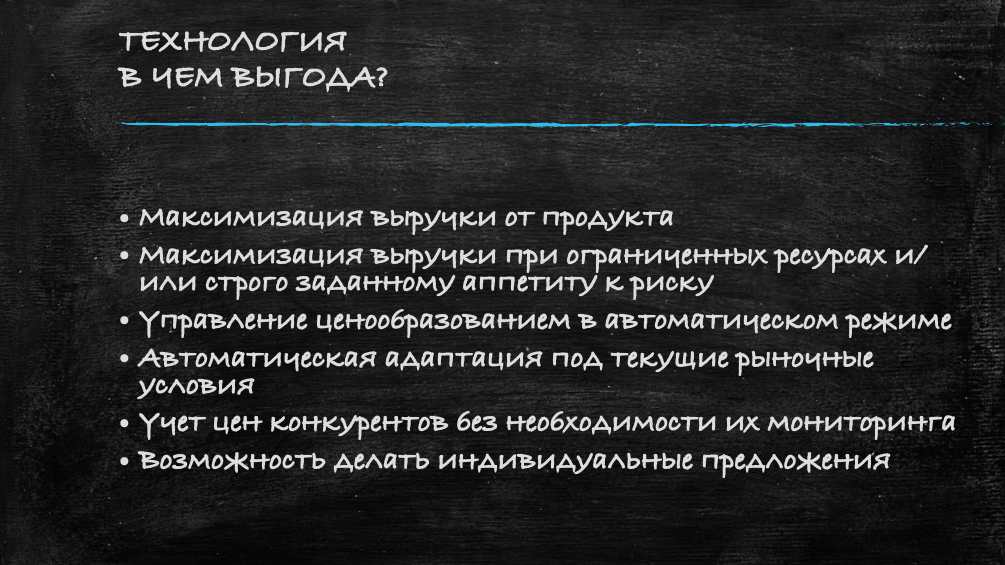 ТЕХНОЛОГИЯ
В ЧЕМ ВЫГОДА?
• Максимизация выручки от продукта
• Максимизация выручки при ограниченных ресурсах и/
или строго заданному аппетиту к риску
• Управление ценообразованием в автоматическом режиме
• Автоматическая адаптация под текущие рыночные
условия
• Учет цен конкурентов без необходимости их мониторинга
• Возможность делать индивидуальные предложения